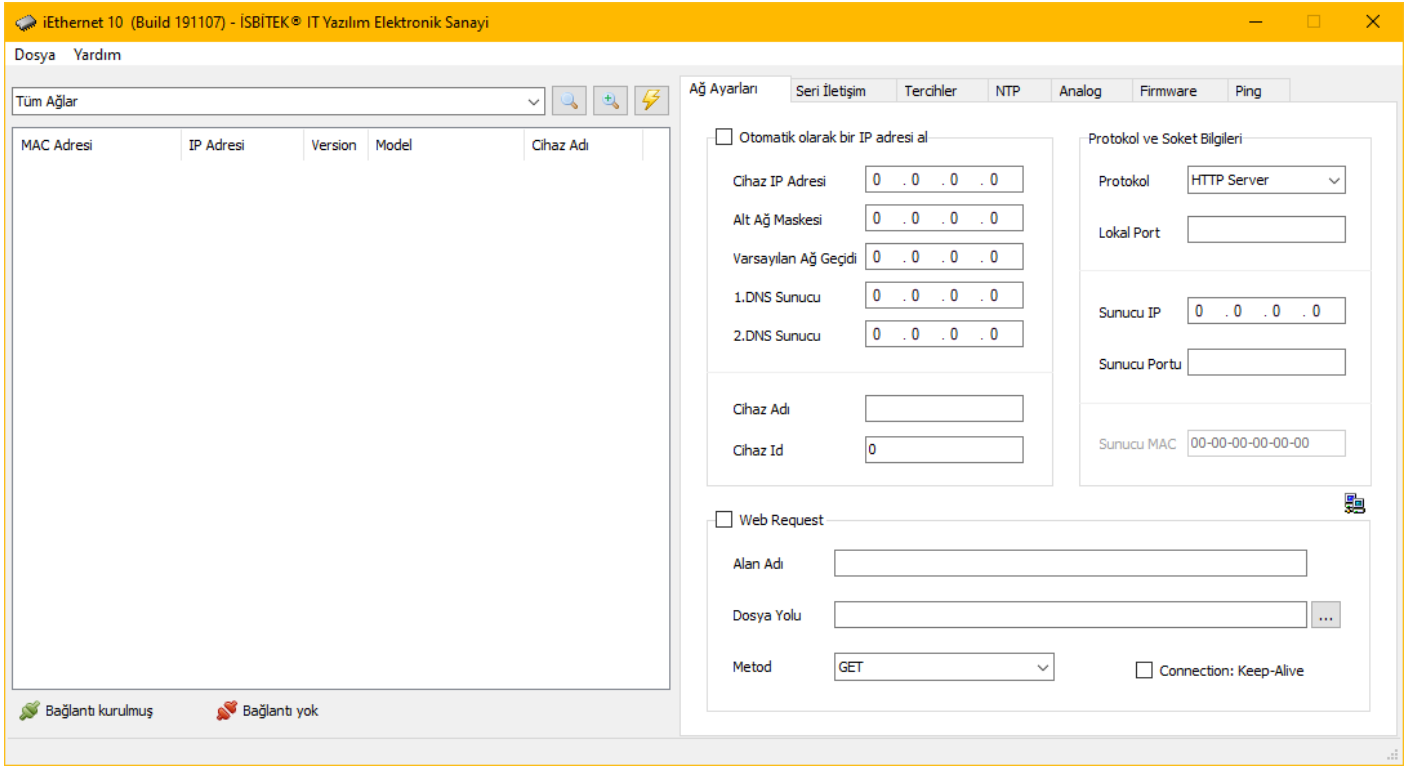 iEthernet 10 (Build 191107) - İSBİTEK® IT Yazılım Elektronik Sanayi
Dosya Yardım
Tüm Ağlar
MAC Adresi IP Adresi Version Model Cihaz Adı
Bağlantı kurulmuş Bağlantı yok
Ağ Ayarları Seri İletişim Tercihler NTP Analog Firmware Ping
Otomatik olarak bir IP adresi al
Cihaz IP Adresi 0 . 0 . 0 . 0
Alt Ağ Maskesi 0 . 0 . 0 . 0
Varsayılan Ağ Geçidi 0 . 0 . 0 . 0
1.DNS Sunucu 0 . 0 . 0 . 0
2.DNS Sunucu 0 . 0 . 0 . 0
Cihaz Adı
Cihaz Id 0
Protokol ve Soket Bilgileri
Protokol HTTP Server
Lokal Port
Sunucu IP 0 . 0 . 0 . 0
Sunucu Portu
Sunucu MAC 00-00-00-00-00-00
Web Request
Alan Adı
Dosya Yolu ...
Metod GET Connection: Keep-Alive